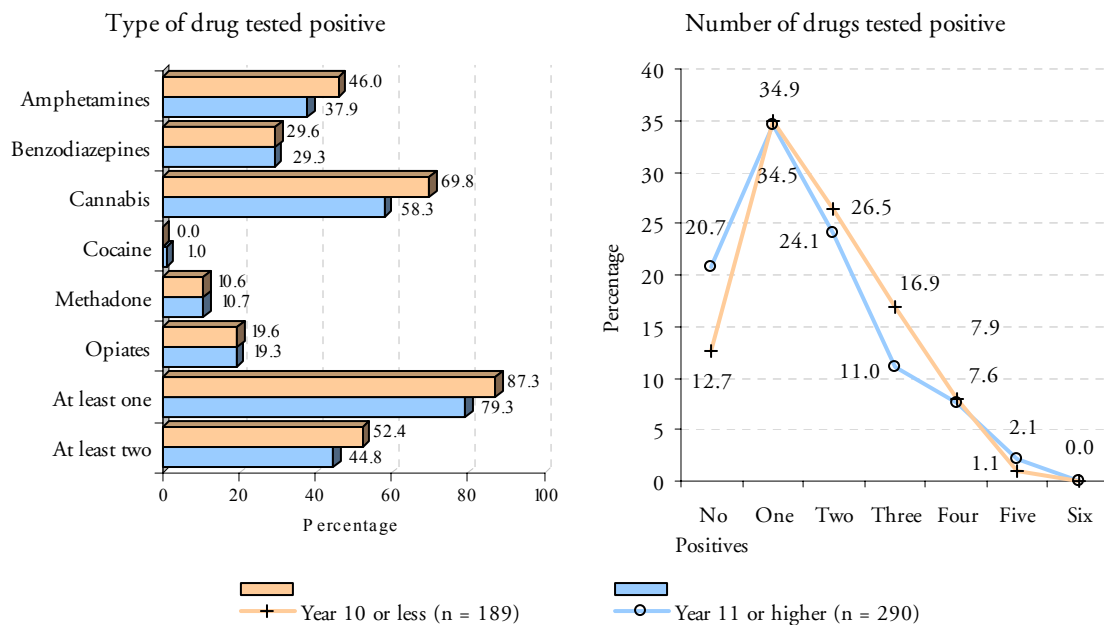 Type of drug tested positive
Amphetamines
46.0
37.9
Benzodiazepines
29.6
29.3
Cannabis
69.8
58.3
Cocaine
0.0
1.0
Methadone
10.6
10.7
Opiates
19.6
19.3
At least one
87.3
79.3
At least two
52.4
44.8
0 20 40 60 80 100
Percentage
Number of drugs tested positive
Percentage
40
35
30
25
20
15
10
5
0
34.9
34.5
20.7
12.7
26.5
24.1
16.9
11.0
7.9
7.6
2.1
1.1
0.0
No One Two Three Four Five Six
Positives
Year 10 or less (n = 189)
Year 11 or higher (n = 290)